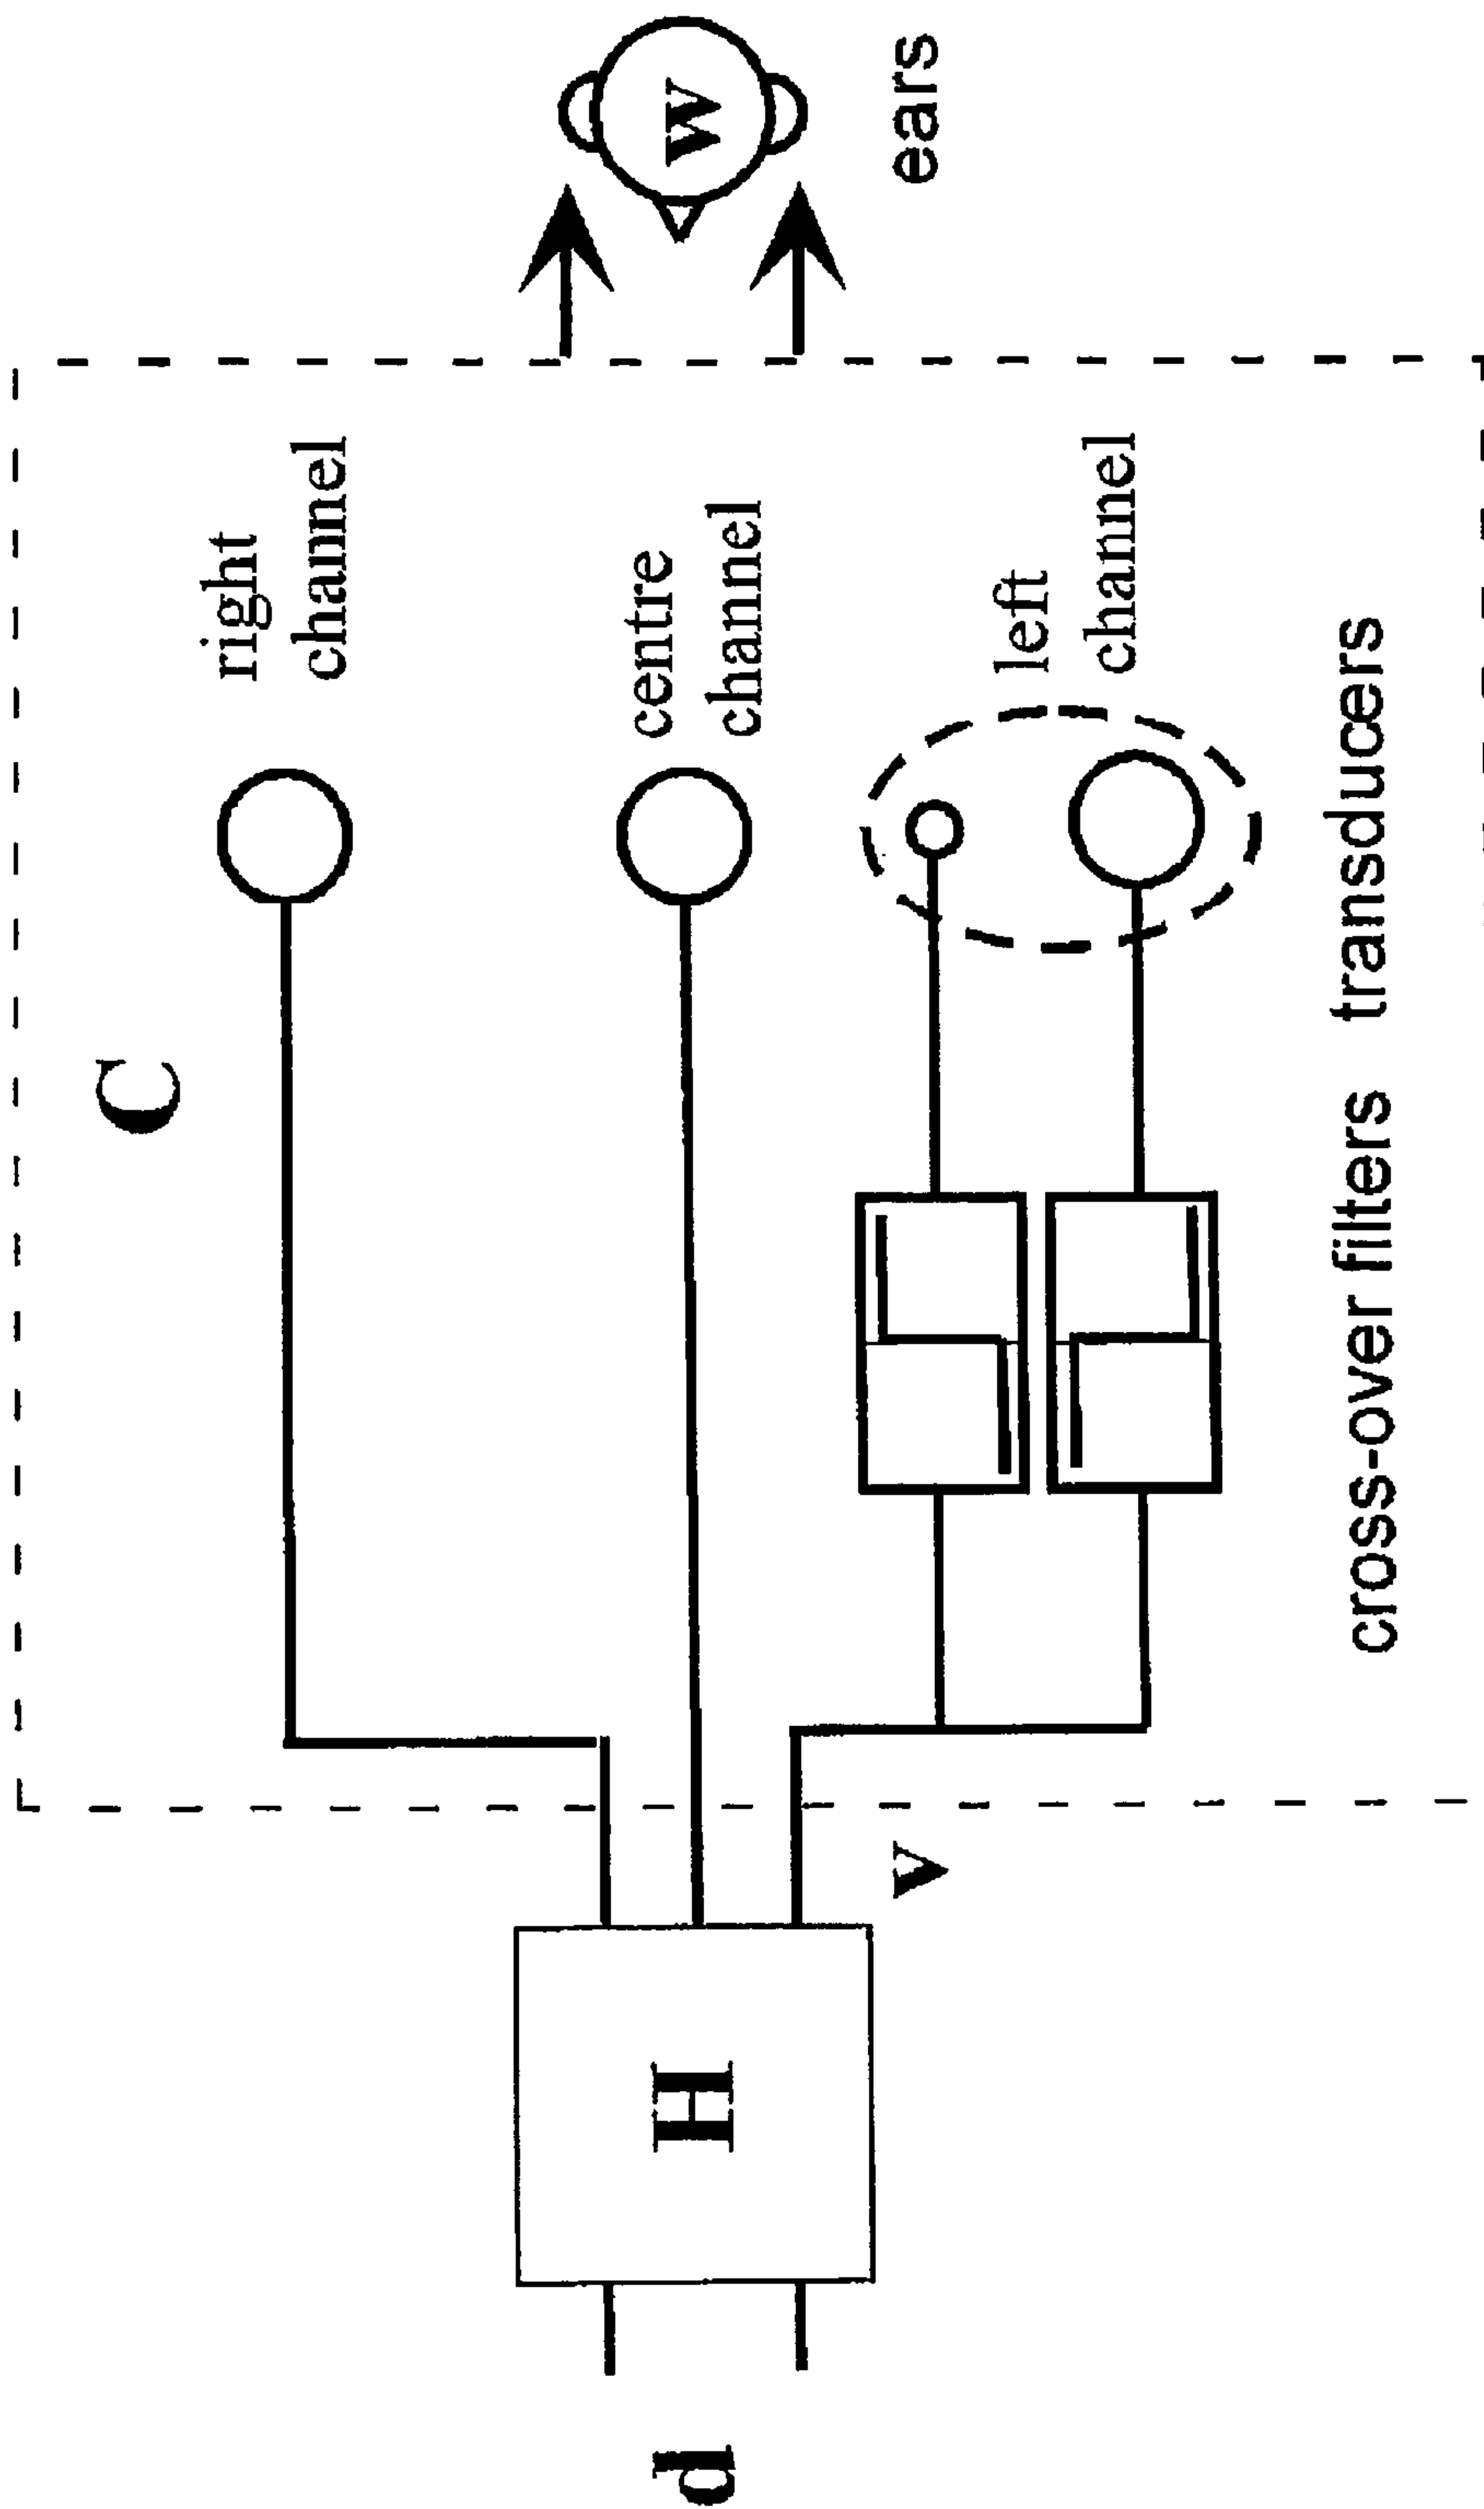 C
right
channel
centre
channel
d
H
w
v
ears
left
channel
cross-over filters
transducers